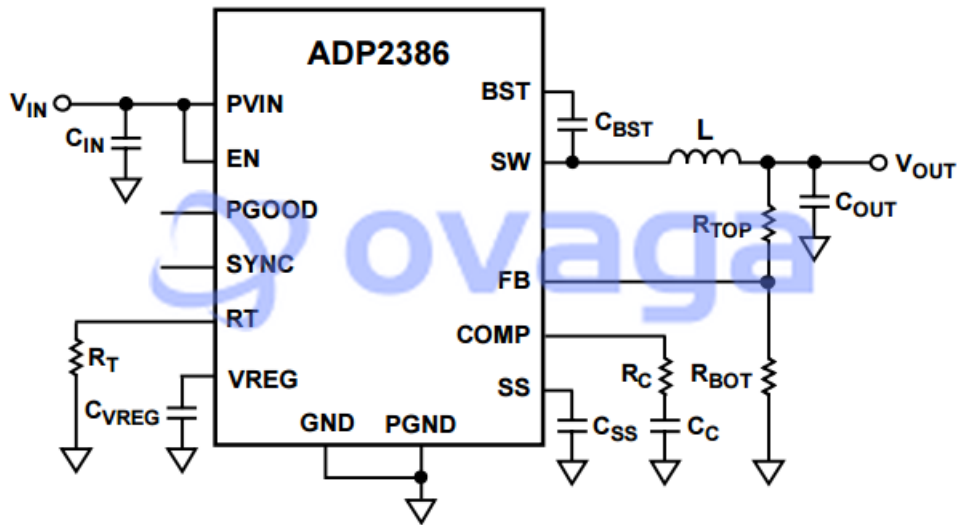 ADP2386
VIN
CIN
PVIN
EN
PGOOD
SYNC
RT
RT
VREG
CVREG
GND
PGND
BST
CBST
SW
L
VOUT
COUT
RTOP
FB
COMP
RC
RBOT
SS
CSS
CC
ovaga